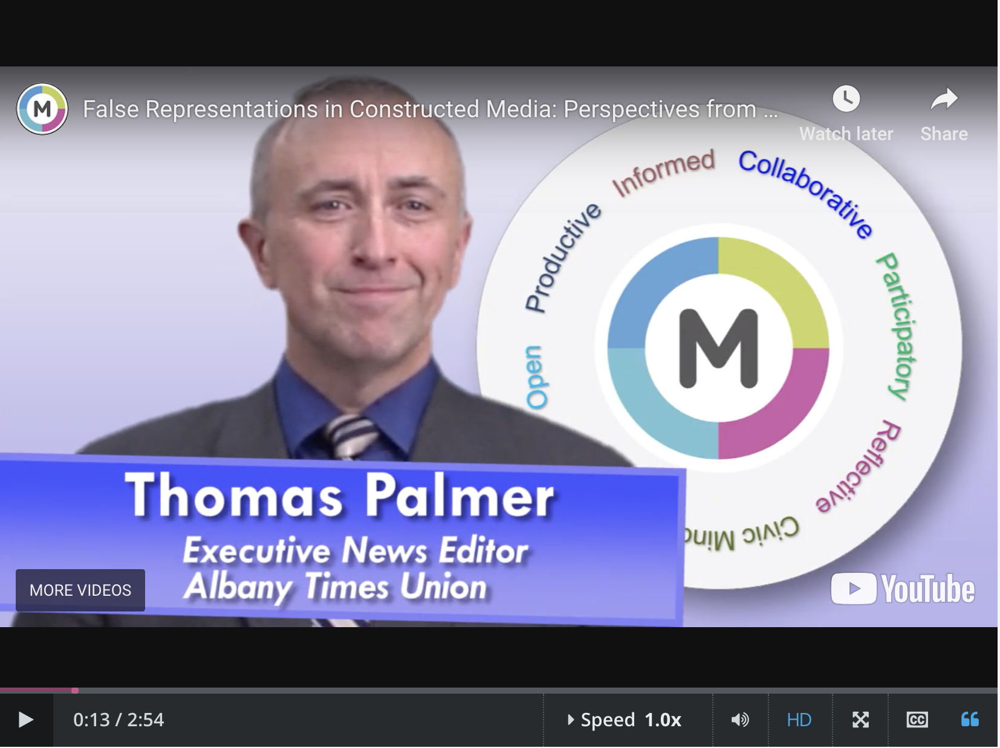 M
False Representations in Constructed Media: Perspectives from ...
Watch later
Share
Informed
Collaborative
Productive
Participatory
Open
M
Reflective
Civic Mind
Thomas Palmer
Executive News Editor
Albany Times Union
MORE VIDEOS
YouTube
0:13 / 2:54
Speed 1.0x
HD
CC